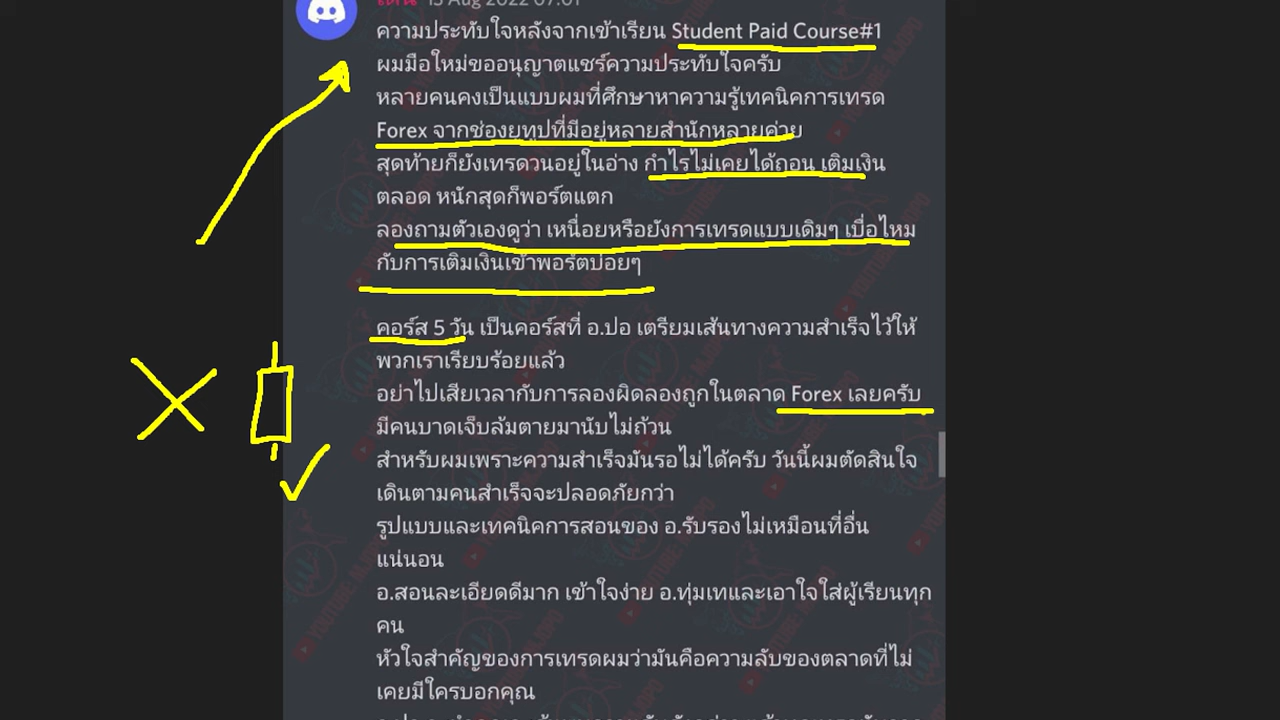 เคน 13 Aug 2022 07:01
ความประทับใจหลังจากเข้าเรียน Student Paid Course#1
ผมมือใหม่ขออนุญาตแชร์ความประทับใจครับ
หลายคนคงเป็นแบบผมที่ศึกษาหาความรู้เทคนิคการเทรด
Forex จากช่องยูทูปที่มีอยู่หลายสำนักหลายค่าย
สุดท้ายก็ยังเทรดวนอยู่ในอ่าง กำไรไม่เคยได้ถอน เติมเงิน
ตลอด หนักสุดก็พอร์ตแตก
ลองถามตัวเองดูว่า เหนื่อยหรือยังการเทรดแบบเดิมๆ เบื่อไหม
กับการเติมเงินเข้าพอร์ตบ่อยๆ
คอร์ส 5 วัน เป็นคอร์สที่ อ.ปอ เตรียมเส้นทางความสำเร็จไว้ให้
พวกเราเรียบร้อยแล้ว
อย่าไปเสียเวลากับการลองผิดลองถูกในตลาด Forex เลยครับ
มีคนบาดเจ็บล้มตายมานับไม่ถ้วน
สำหรับผมเพราะความสำเร็จมันรอไม่ได้ครับ วันนี้ผมตัดสินใจ
เดินตามคนสำเร็จจะปลอดภัยกว่า
รูปแบบและเทคนิคการสอนของ อ.รับรองไม่เหมือนที่อื่น
แน่นอน
อ.สอนละเอียดดีมาก เข้าใจง่าย อ.ทุ่มเทและเอาใจใส่ผู้เรียนทุก
คน
หัวใจสำคัญของการเทรดผมว่ามันคือความลับของตลาดที่ไม่
เคยมีใครบอกคุณ